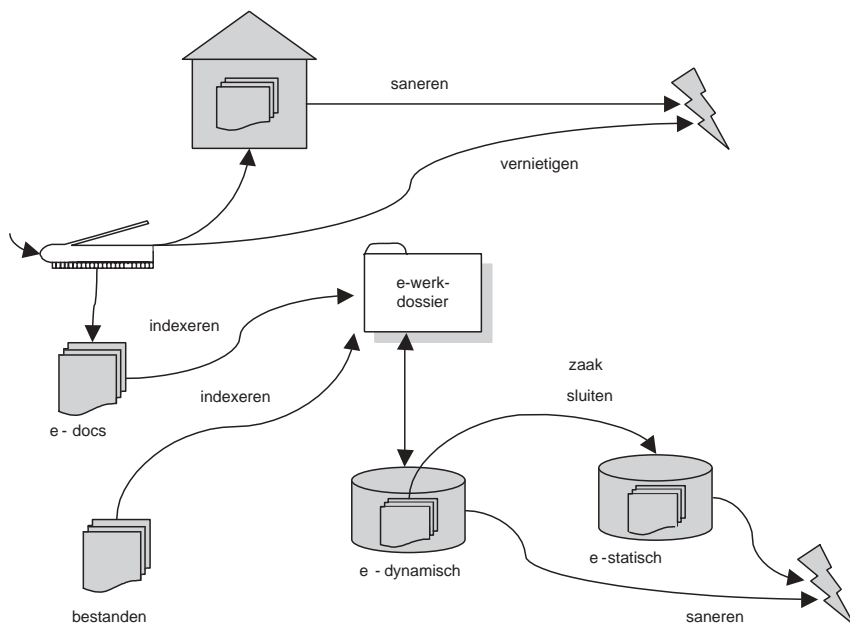 saneren
vernietigen
e-werk-
dossier
indexeren
zaak
sluiten
indexeren
e - docs
e - dynamisch
e -statisch
bestanden
saneren